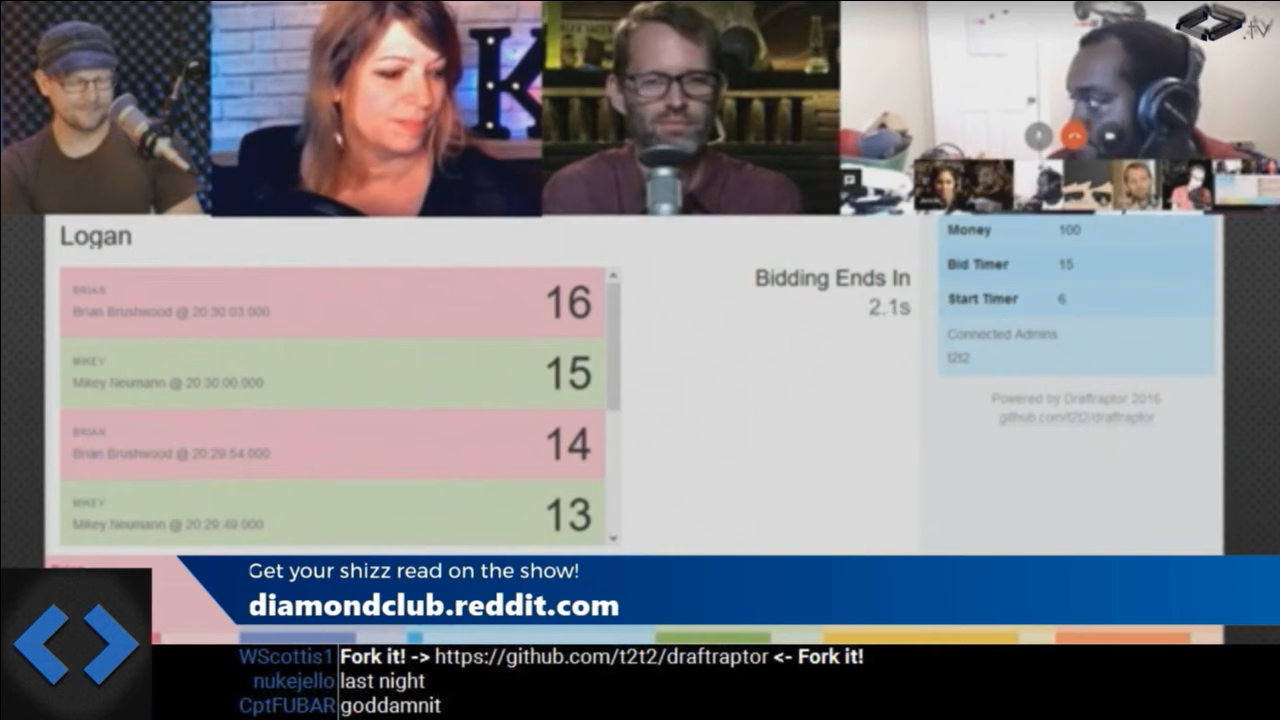 K
.tv
Logan
BRIAN
Brian Brushwood @ 20:30:03.000
16
MIKEY
Mikey Neumann @ 20:30:00.000
15
BRIAN
Brian Brushwood @ 20:29:54.000
14
MIKEY
Mikey Neumann @ 20:29:49.000
13
Bidding Ends In
2.1s
Money 100
Bid Timer 15
Start Timer 6
Connected Admins
t2t2
Powered by Draftraptor 2016
github.com/t2t2/draftraptor
Get your shizz read on the show!
diamondclub.reddit.com
WScottis1 Fork it! -> https://github.com/t2t2/draftraptor <- Fork it!
nukejello last night
CptFUBAR goddamnit